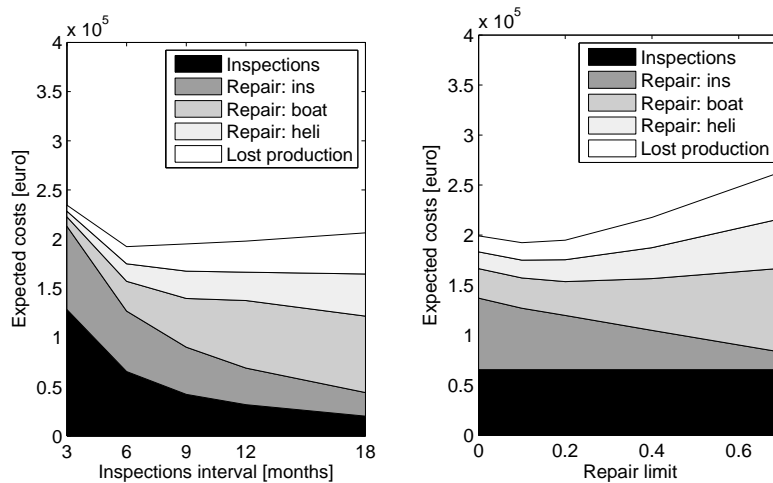 x 10^5
4
3.5
3
2.5
2
1.5
1
0.5
0
Expected costs [euro]
Inspections
Repair: ins
Repair: boat
Repair: heli
Lost production
3 6 9 12 18
Inspections interval [months]
x 10^5
4
3.5
3
2.5
2
1.5
1
0.5
0
Expected costs [euro]
Inspections
Repair: ins
Repair: boat
Repair: heli
Lost production
0 0.2 0.4 0.6
Repair limit